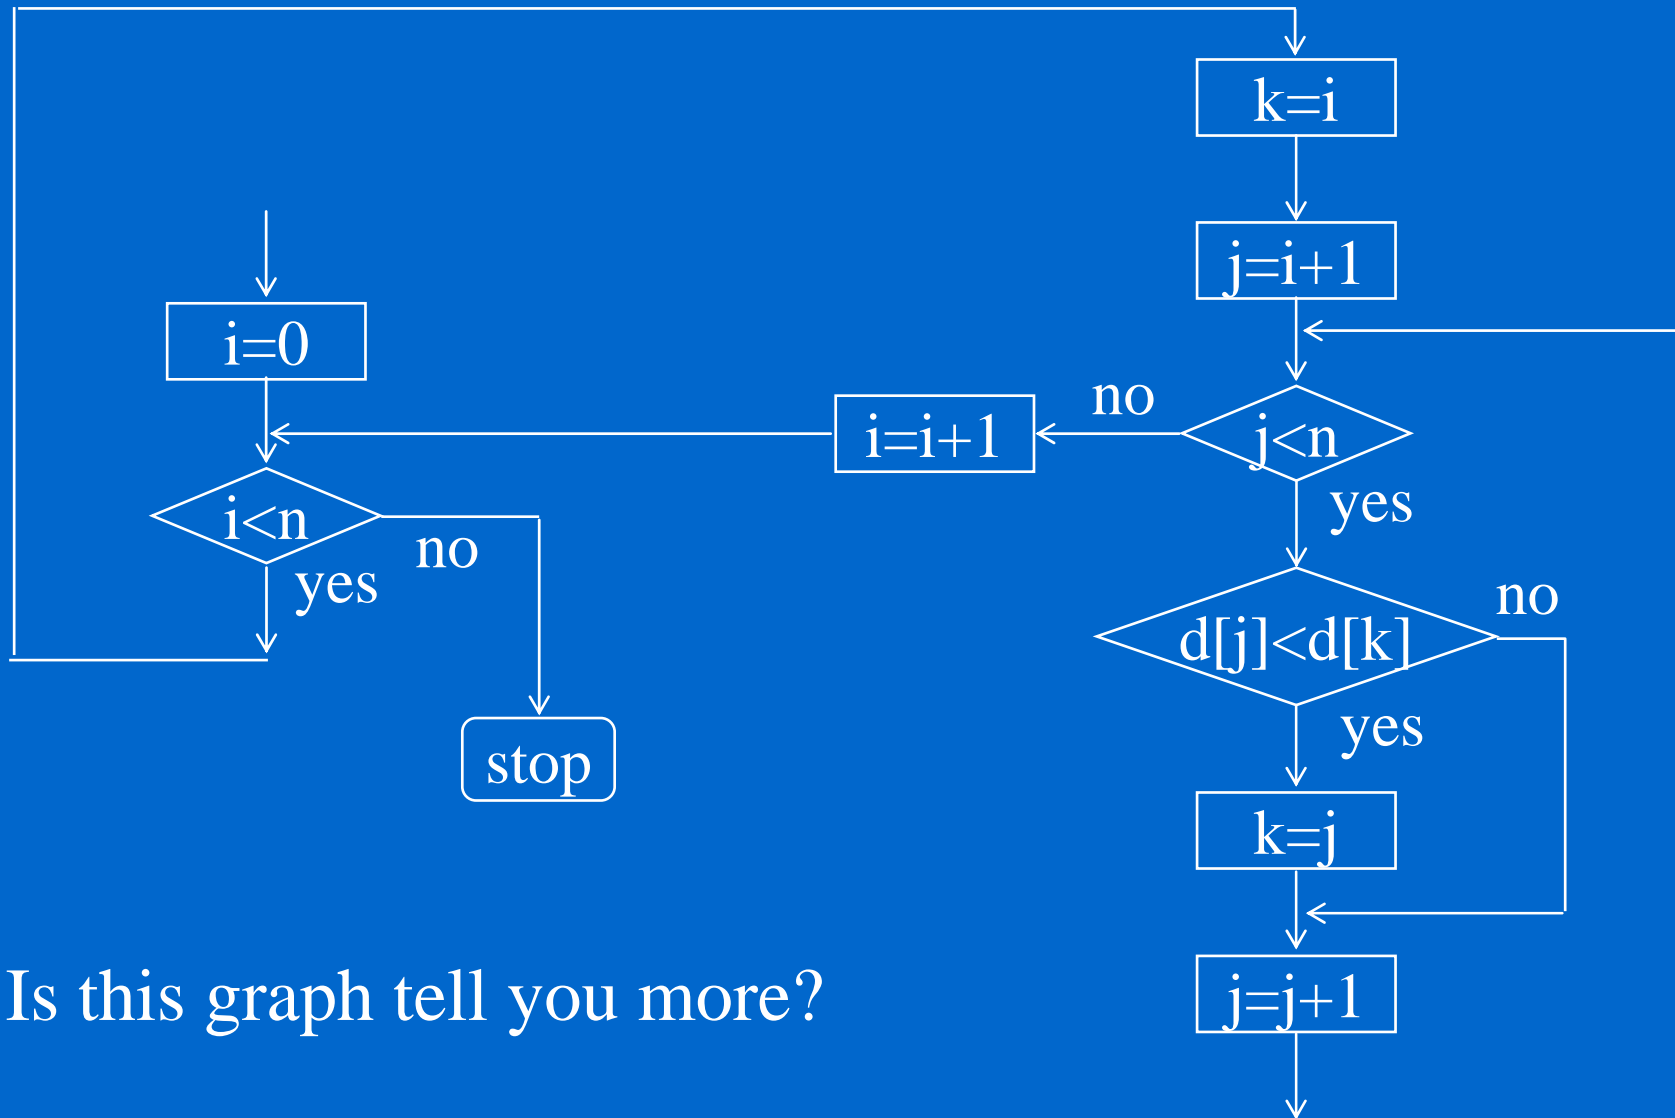 k=i
j=i+1
i=0
no
i=i+1
j<n
yes
i<n
no
yes
no
d[j]<d[k]
yes
stop
k=j
Is this graph tell you more?
j=j+1